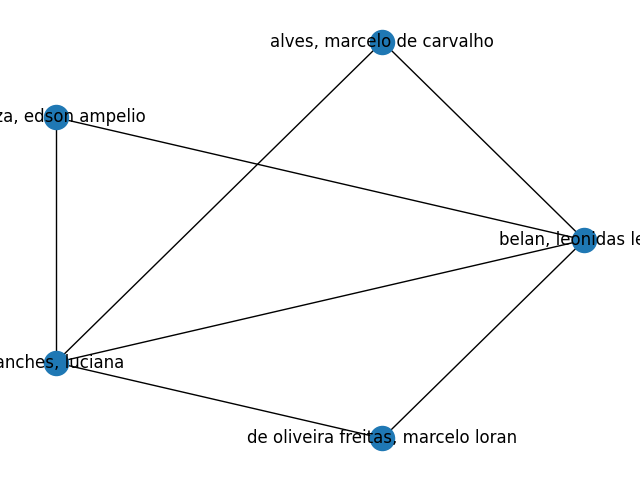 alves, marcelo de carvalho
za, edson ampelio
belan, leonidas le
anches, luciana
de oliveira freitas, marcelo loran